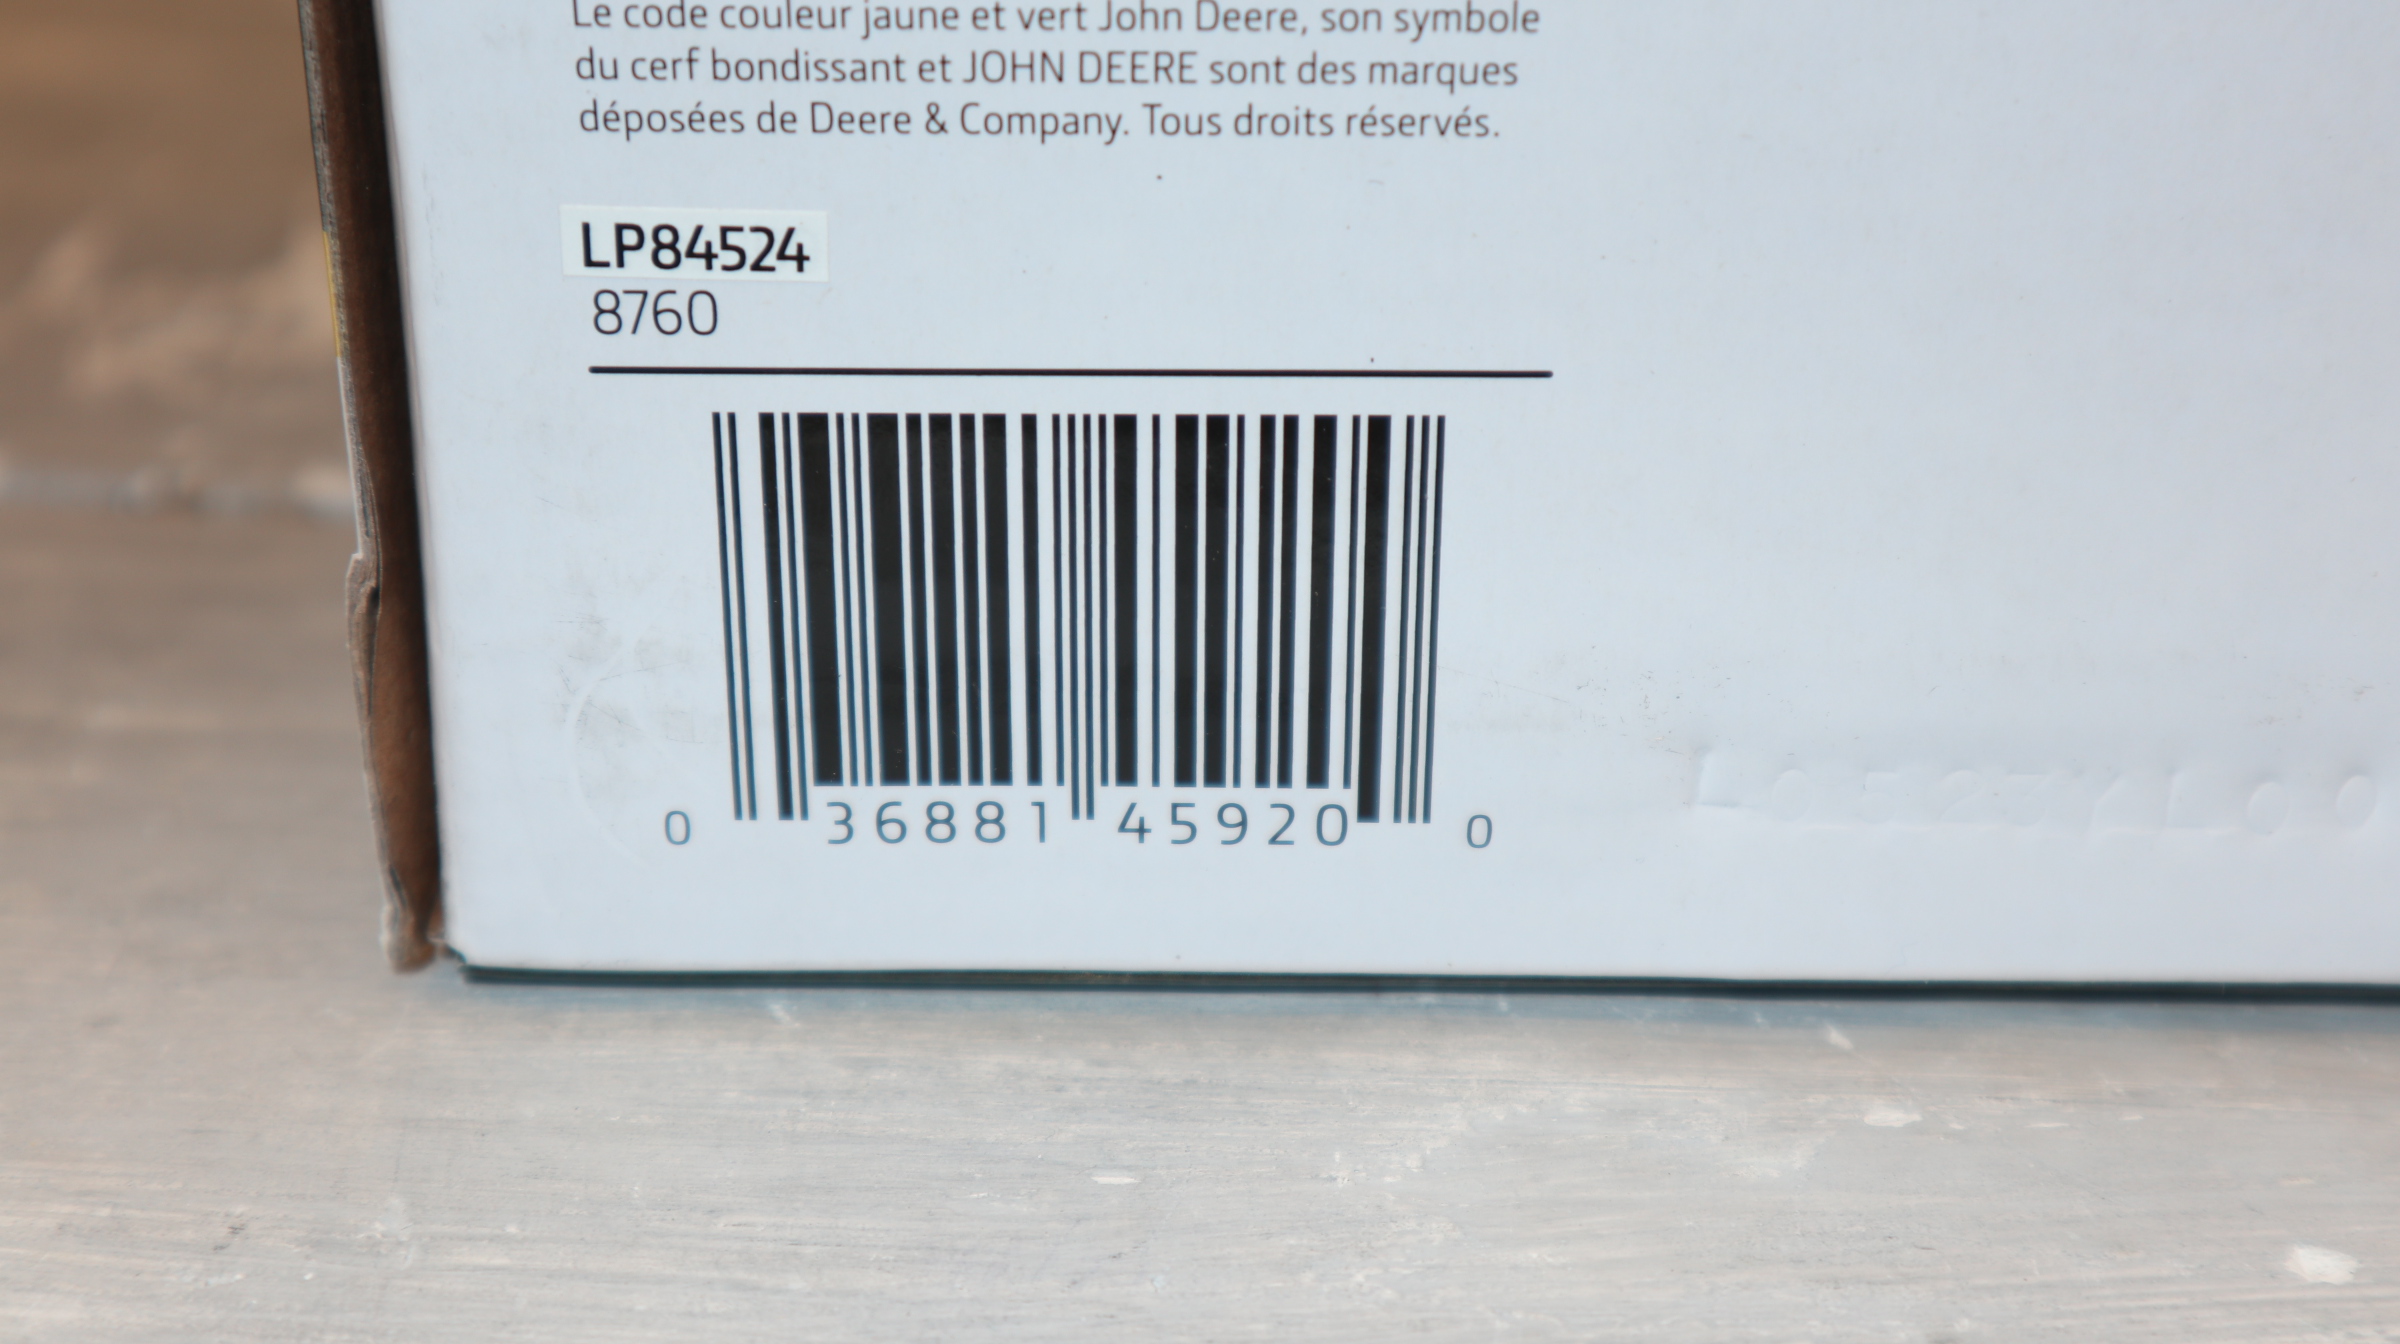 Le code couleur jaune et vert John Deere, son symbole
du cerf bondissant et JOHN DEERE sont des marques
déposées de Deere & Company. Tous droits réservés.
LP84524
8760
0 36881 45920 0